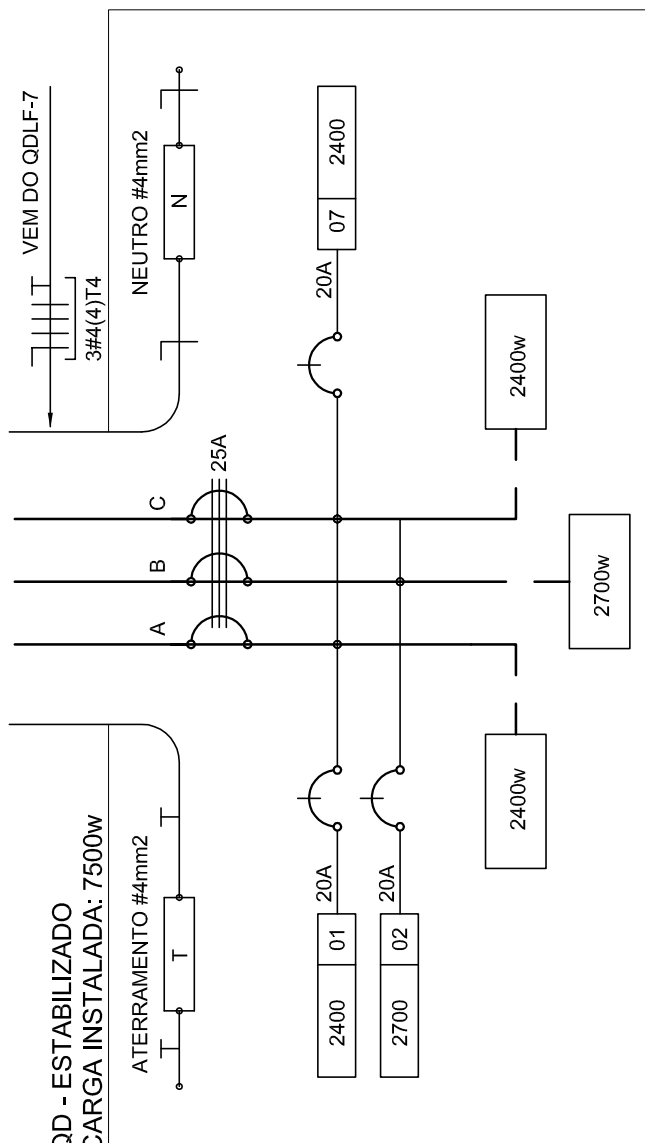 QD - ESTABILIZADO
CARGA INSTALADA: 7500w
VEM DO QDLF-7
3#4(4)T4
ATERRAMENTO #4mm2
T
NEUTRO #4mm2
N
A
B
C
25A
2400
01
20A
20A
07
2400
2700
02
20A
2400w
2700w
2400w